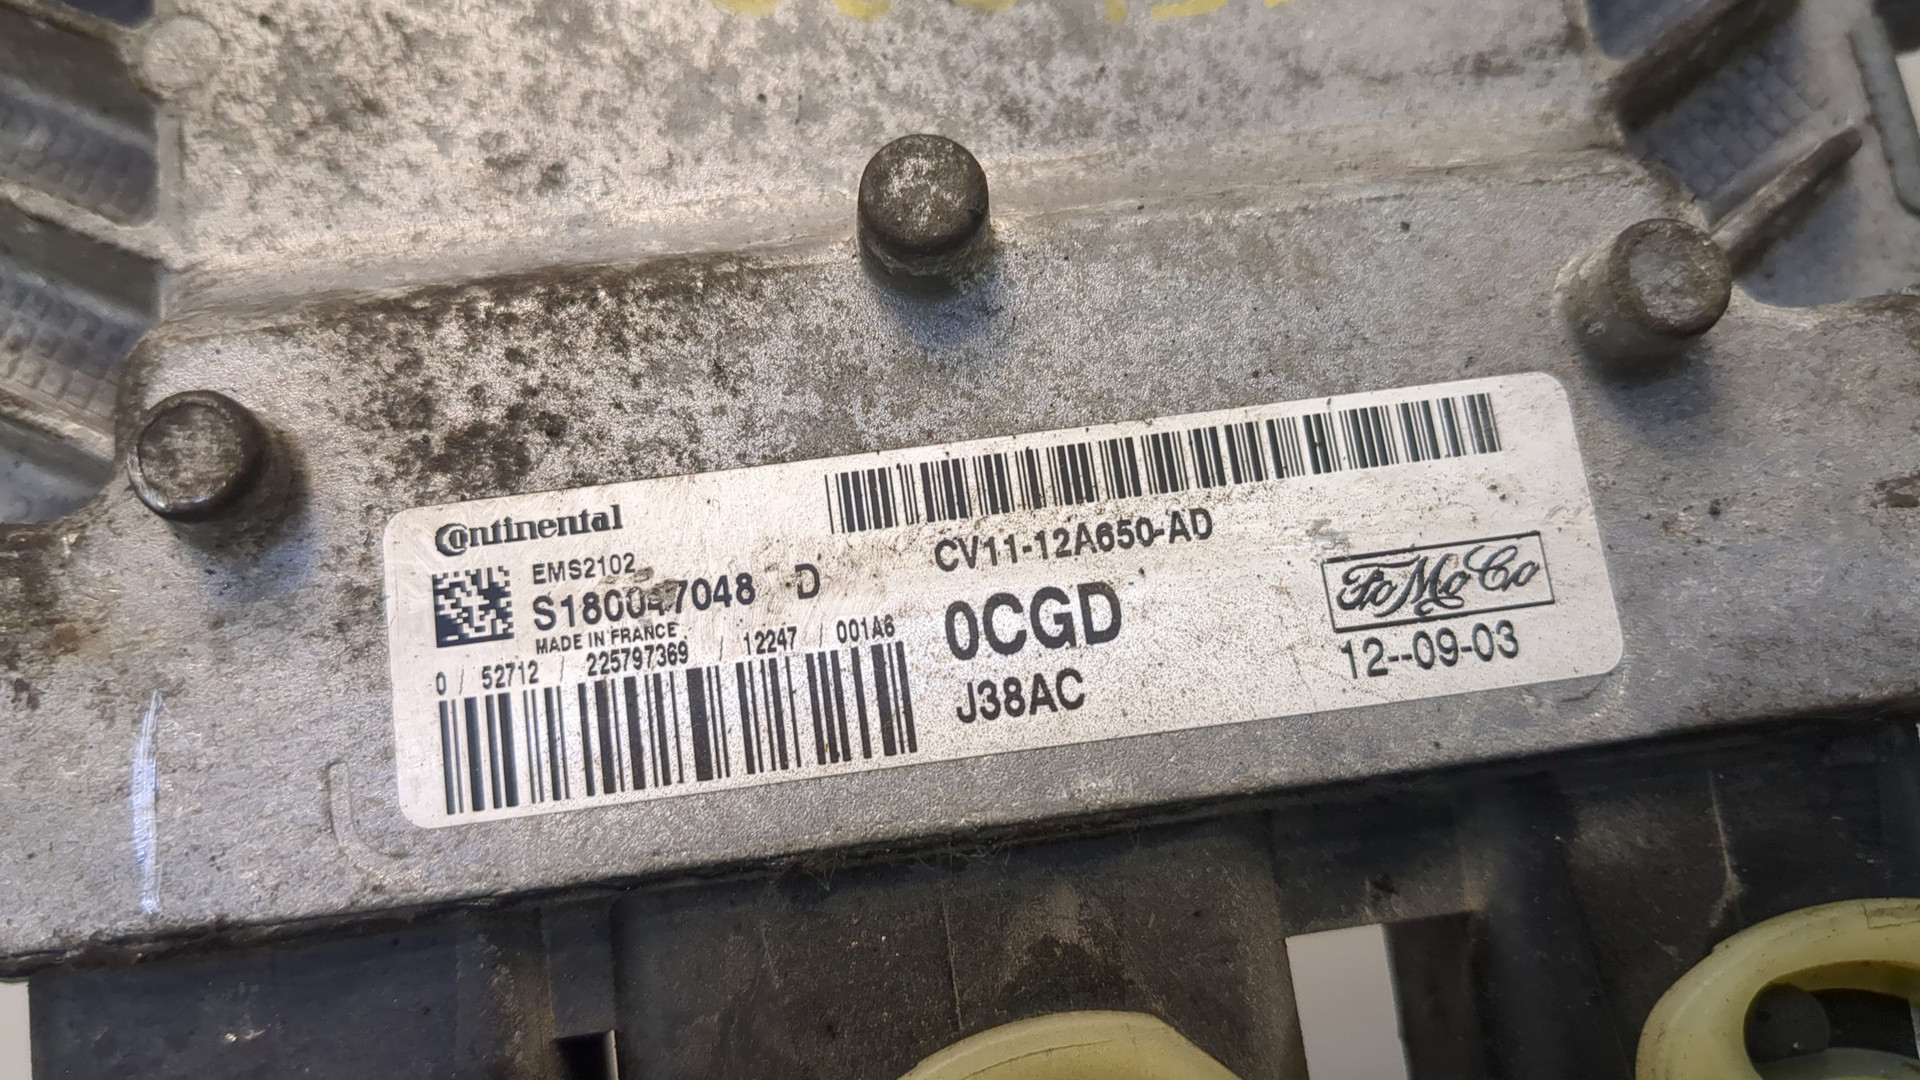 Continental
EMS2102
S180047048 D
MADE IN FRANCE
0 / 52712 / 225797369 / 12247 / 001A6
CV11-12A650-AD
0CGD
J38AC
FoMoCo
12--09-03